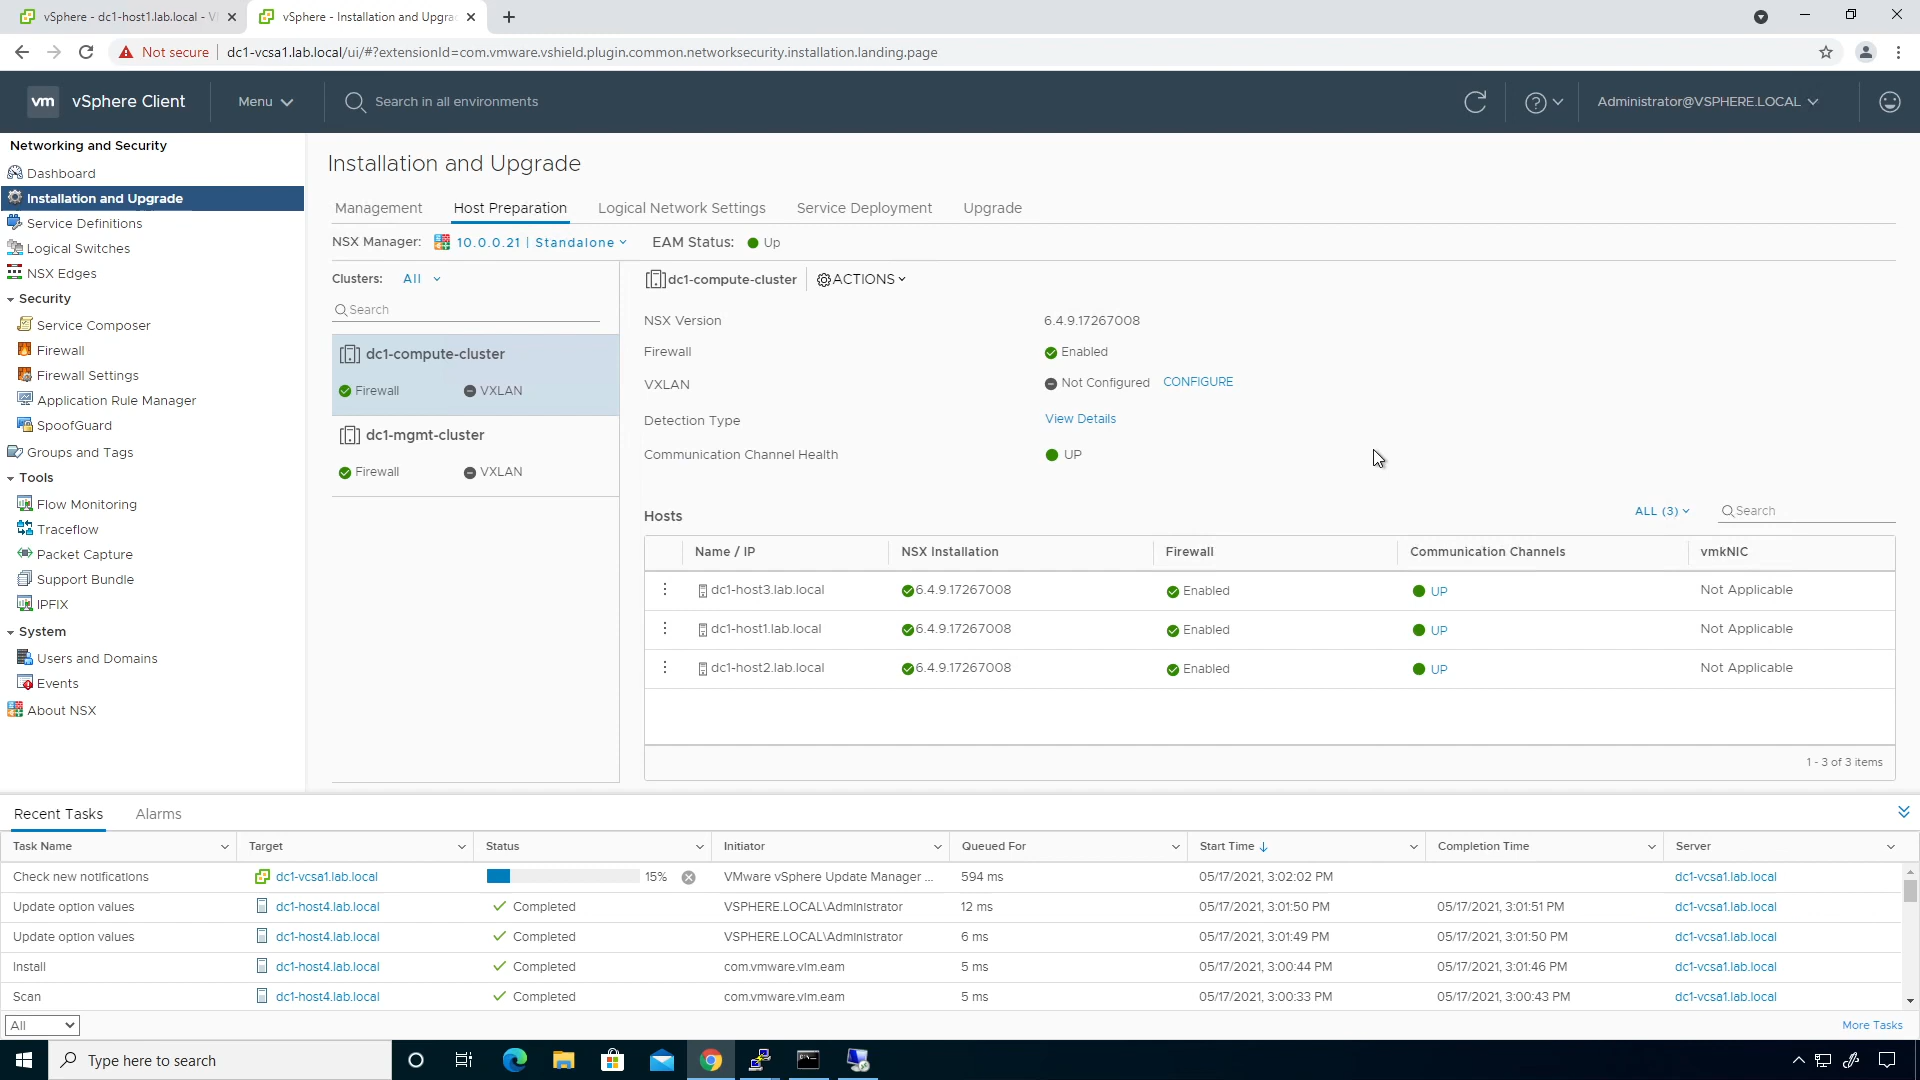 vSphere - dc1-host1.lab.local - V
vSphere - Installation and Upgra
Not secure
dc1-vcsa1.lab.local/ui/#?extensionId=com.vmware.vshield.plugin.common.networksecurity.installation.landing.page
vm
vSphere Client
Menu
Search in all environments
Administrator@VSPHERE.LOCAL
Networking and Security
Dashboard
Installation and Upgrade
Service Definitions
Logical Switches
NSX Edges
Security
Service Composer
Firewall
Firewall Settings
Application Rule Manager
SpoofGuard
Groups and Tags
Tools
Flow Monitoring
Traceflow
Packet Capture
Support Bundle
IPFIX
System
Users and Domains
Events
About NSX
Installation and Upgrade
Management Host Preparation Logical Network Settings Service Deployment Upgrade
NSX Manager: 10.0.0.21 | Standalone EAM Status: Up
Clusters: All
Search
dc1-compute-cluster
Firewall VXLAN
dc1-mgmt-cluster
Firewall VXLAN
dc1-compute-cluster ACTIONS
NSX Version 6.4.9.17267008
Firewall Enabled
VXLAN Not Configured CONFIGURE
Detection Type View Details
Communication Channel Health UP
Hosts ALL (3) Search
Name / IP NSX Installation Firewall Communication Channels vmkNIC
dc1-host3.lab.local 6.4.9.17267008 Enabled UP Not Applicable
dc1-host1.lab.local 6.4.9.17267008 Enabled UP Not Applicable
dc1-host2.lab.local 6.4.9.17267008 Enabled UP Not Applicable
1 - 3 of 3 items
Recent Tasks Alarms
Task Name Target Status Initiator Queued For Start Time Completion Time Server
Check new notifications dc1-vcsa1.lab.local 15% VMware vSphere Update Manager ... 594 ms 05/17/2021, 3:02:02 PM dc1-vcsa1.lab.local
Update option values dc1-host4.lab.local Completed VSPHERE.LOCAL\Administrator 12 ms 05/17/2021, 3:01:50 PM 05/17/2021, 3:01:51 PM dc1-vcsa1.lab.local
Update option values dc1-host4.lab.local Completed VSPHERE.LOCAL\Administrator 6 ms 05/17/2021, 3:01:49 PM 05/17/2021, 3:01:50 PM dc1-vcsa1.lab.local
Install dc1-host4.lab.local Completed com.vmware.vim.eam 5 ms 05/17/2021, 3:00:44 PM 05/17/2021, 3:01:46 PM dc1-vcsa1.lab.local
Scan dc1-host4.lab.local Completed com.vmware.vim.eam 5 ms 05/17/2021, 3:00:33 PM 05/17/2021, 3:00:43 PM dc1-vcsa1.lab.local
All
More Tasks
Type here to search